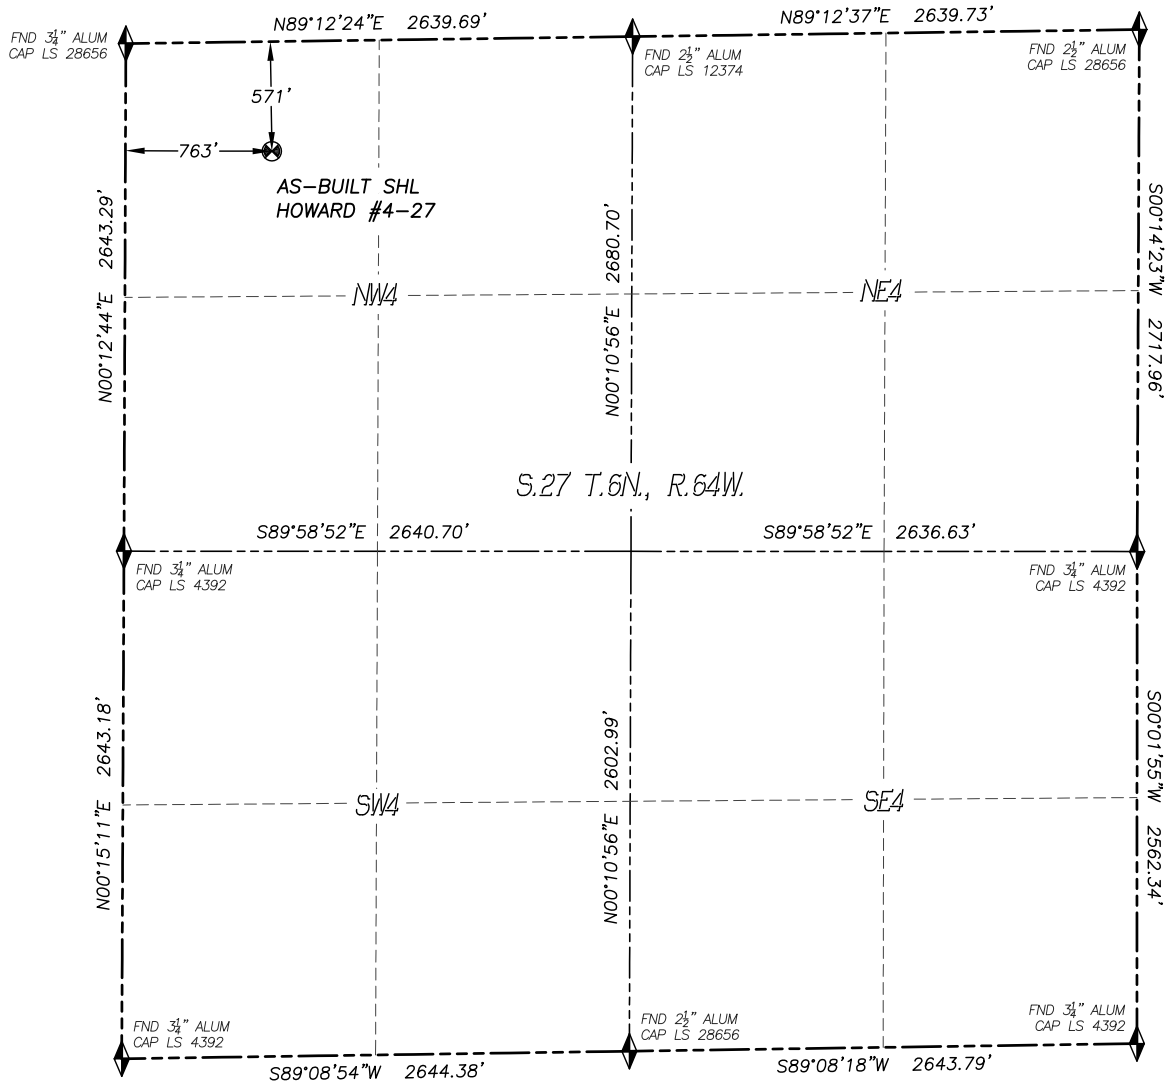 N89°12'24"E 2639.69'
N89°12'37"E 2639.73'
FND 3¼" ALUM
CAP LS 28656
FND 2½" ALUM
CAP LS 12374
FND 2½" ALUM
CAP LS 28656
571'
763'
AS-BUILT SHL
HOWARD #4-27
N00°12'44"E 2643.29'
N00°10'56"E 2680.70'
S00°14'23"W 2717.96'
NW4
NE4
S.27 T.6N., R.64W.
S89°58'52"E 2640.70'
S89°58'52"E 2636.63'
FND 3¼" ALUM
CAP LS 4392
FND 3¼" ALUM
CAP LS 4392
N00°15'11"E 2643.18'
N00°10'56"E 2602.99'
S00°01'55"W 2562.34'
SW4
SE4
FND 3¼" ALUM
CAP LS 4392
FND 2½" ALUM
CAP LS 28656
FND 3¼" ALUM
CAP LS 4392
S89°08'54"W 2644.38'
S89°08'18"W 2643.79'